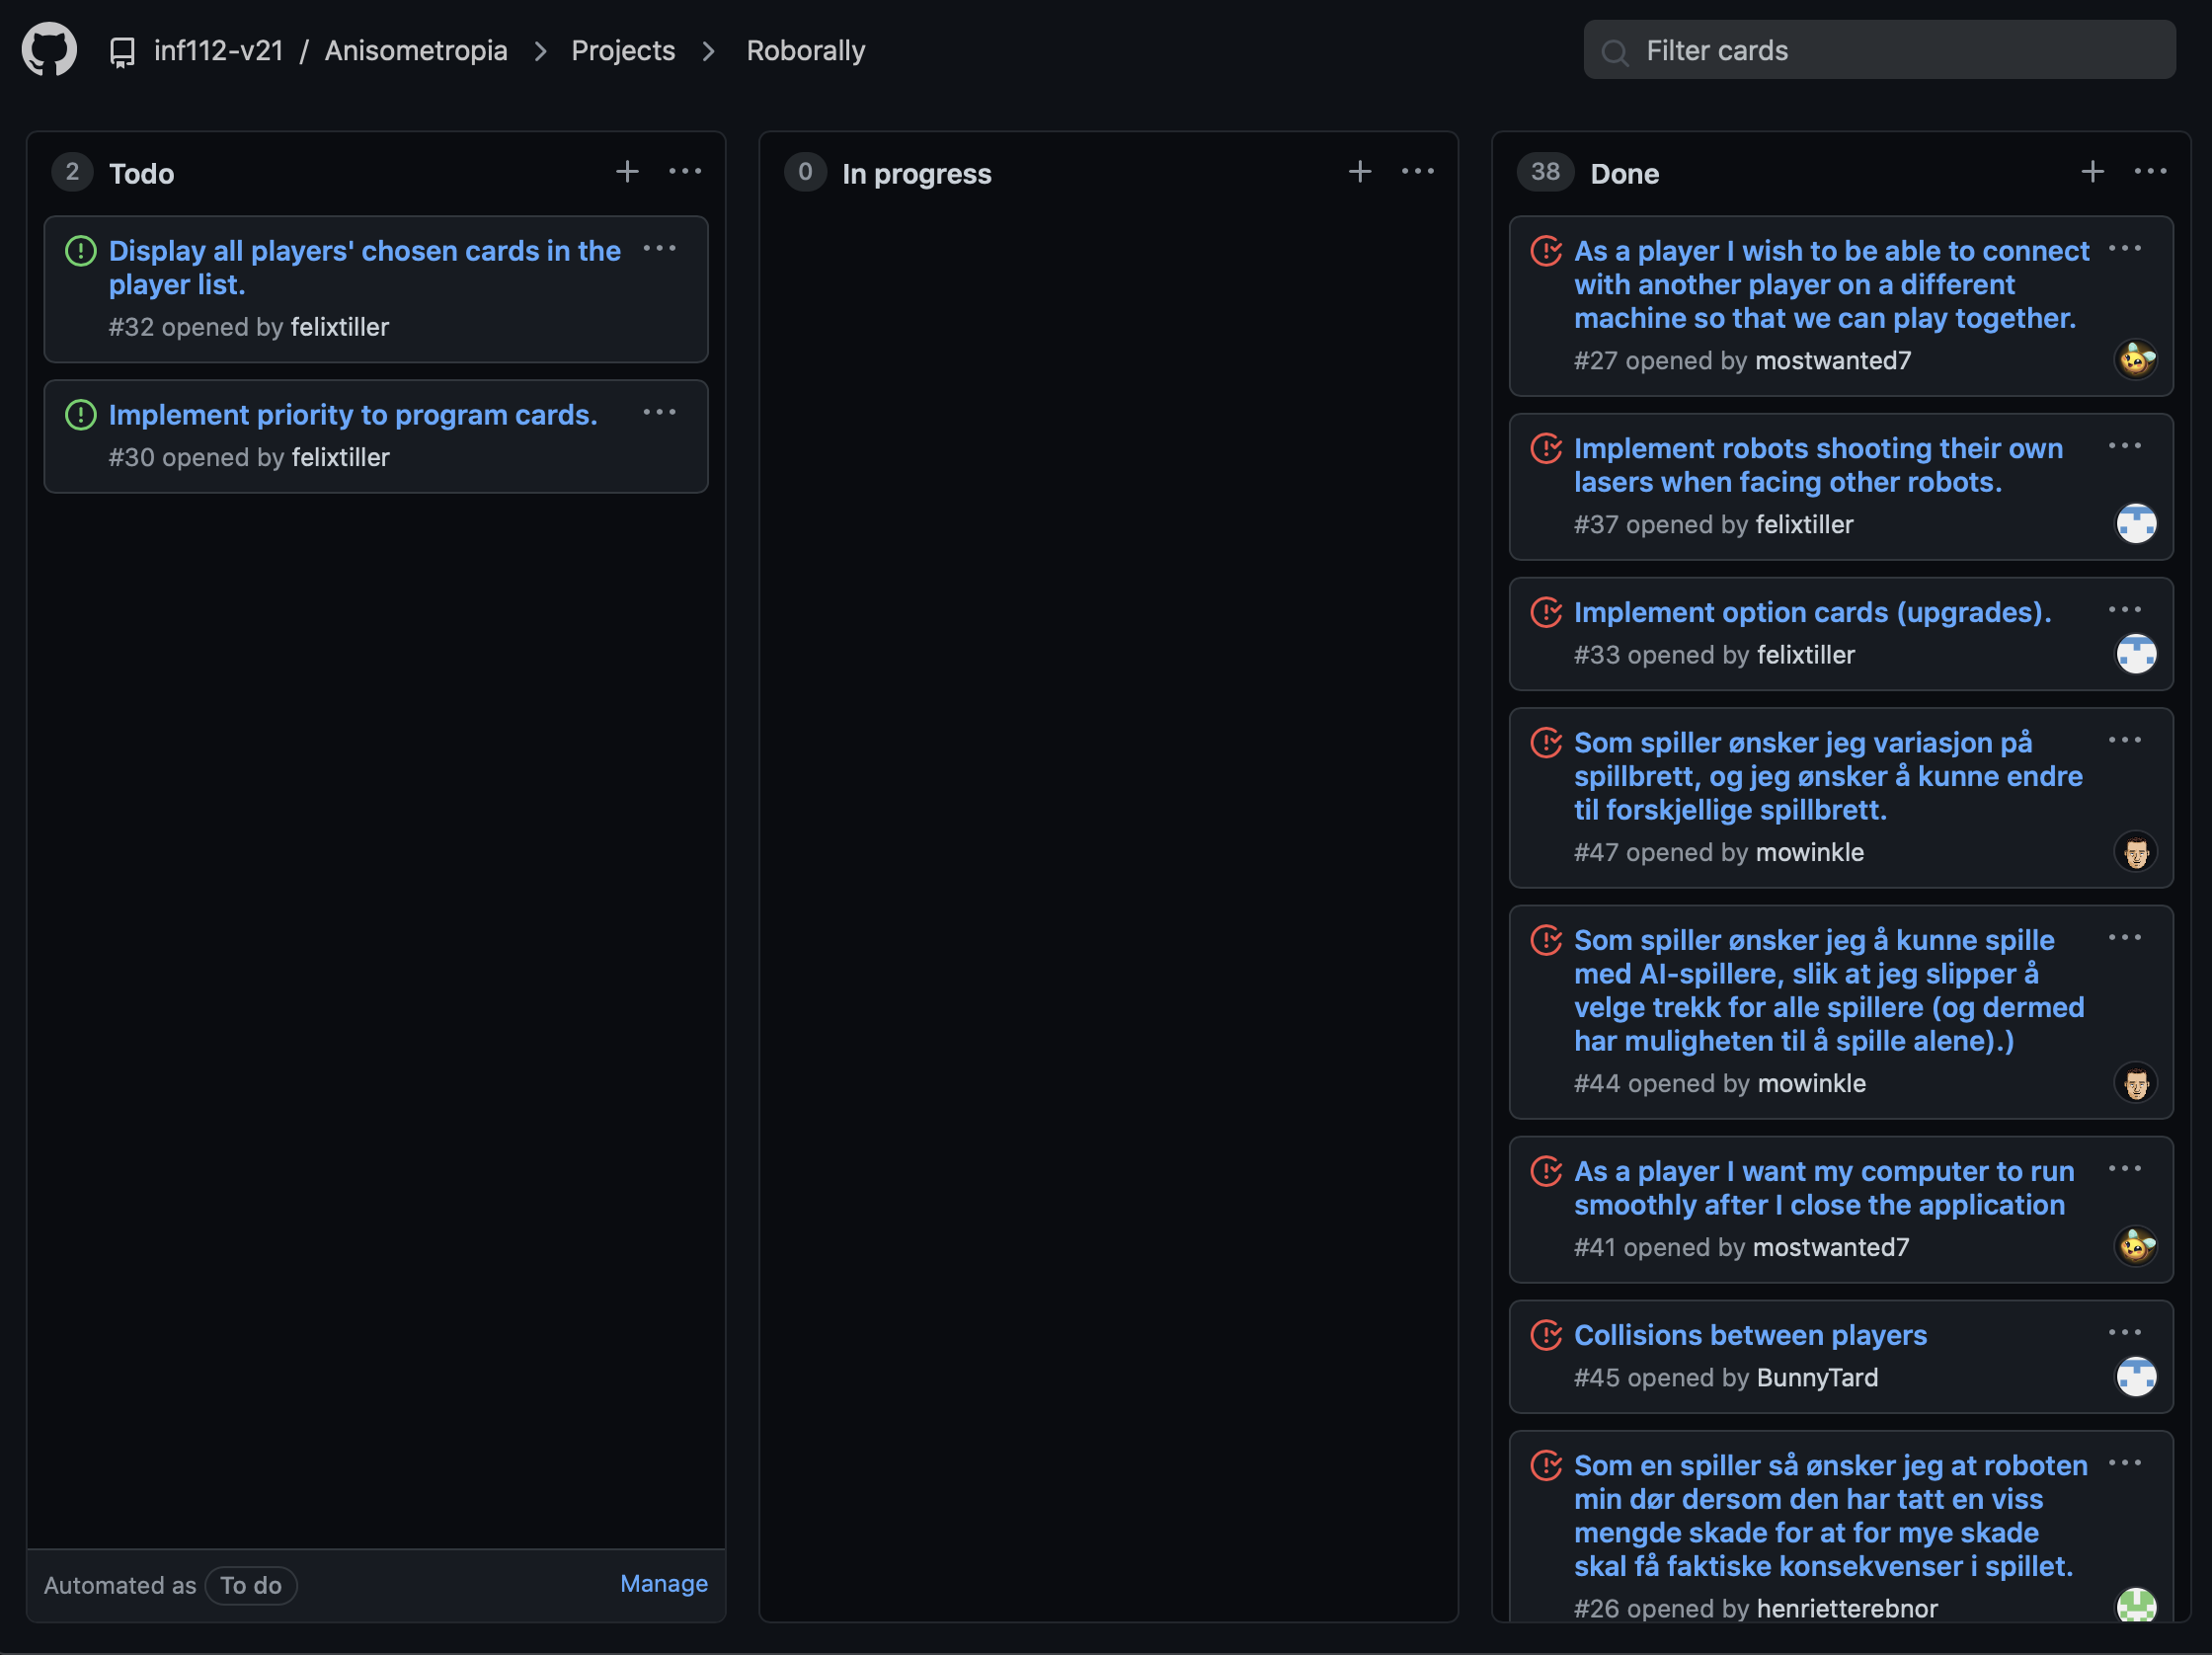 inf112-v21 / Anisometropia > Projects > Roborally
Filter cards
2 Todo
Display all players' chosen cards in the
player list.
#32 opened by felixtiller
Implement priority to program cards.
#30 opened by felixtiller
Automated as To do
Manage
0 In progress
38 Done
As a player I wish to be able to connect
with another player on a different
machine so that we can play together.
#27 opened by mostwanted7
Implement robots shooting their own
lasers when facing other robots.
#37 opened by felixtiller
Implement option cards (upgrades).
#33 opened by felixtiller
Som spiller ønsker jeg variasjon på
spillbrett, og jeg ønsker å kunne endre
til forskjellige spillbrett.
#47 opened by mowinkle
Som spiller ønsker jeg å kunne spille
med AI-spillere, slik at jeg slipper å
velge trekk for alle spillere (og dermed
har muligheten til å spille alene).)
#44 opened by mowinkle
As a player I want my computer to run
smoothly after I close the application
#41 opened by mostwanted7
Collisions between players
#45 opened by BunnyTard
Som en spiller så ønsker jeg at roboten
min dør dersom den har tatt en viss
mengde skade for at for mye skade
skal få faktiske konsekvenser i spillet.
#26 opened by henrietterebnor